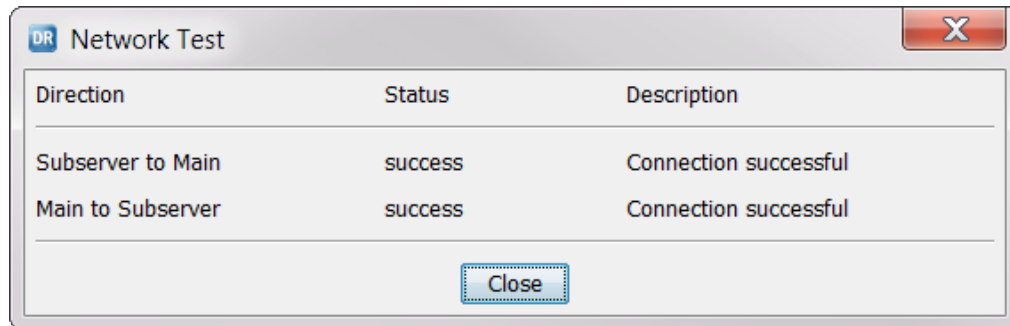 DR Network Test
Direction Status Description
Subserver to Main success Connection successful
Main to Subserver success Connection successful
Close